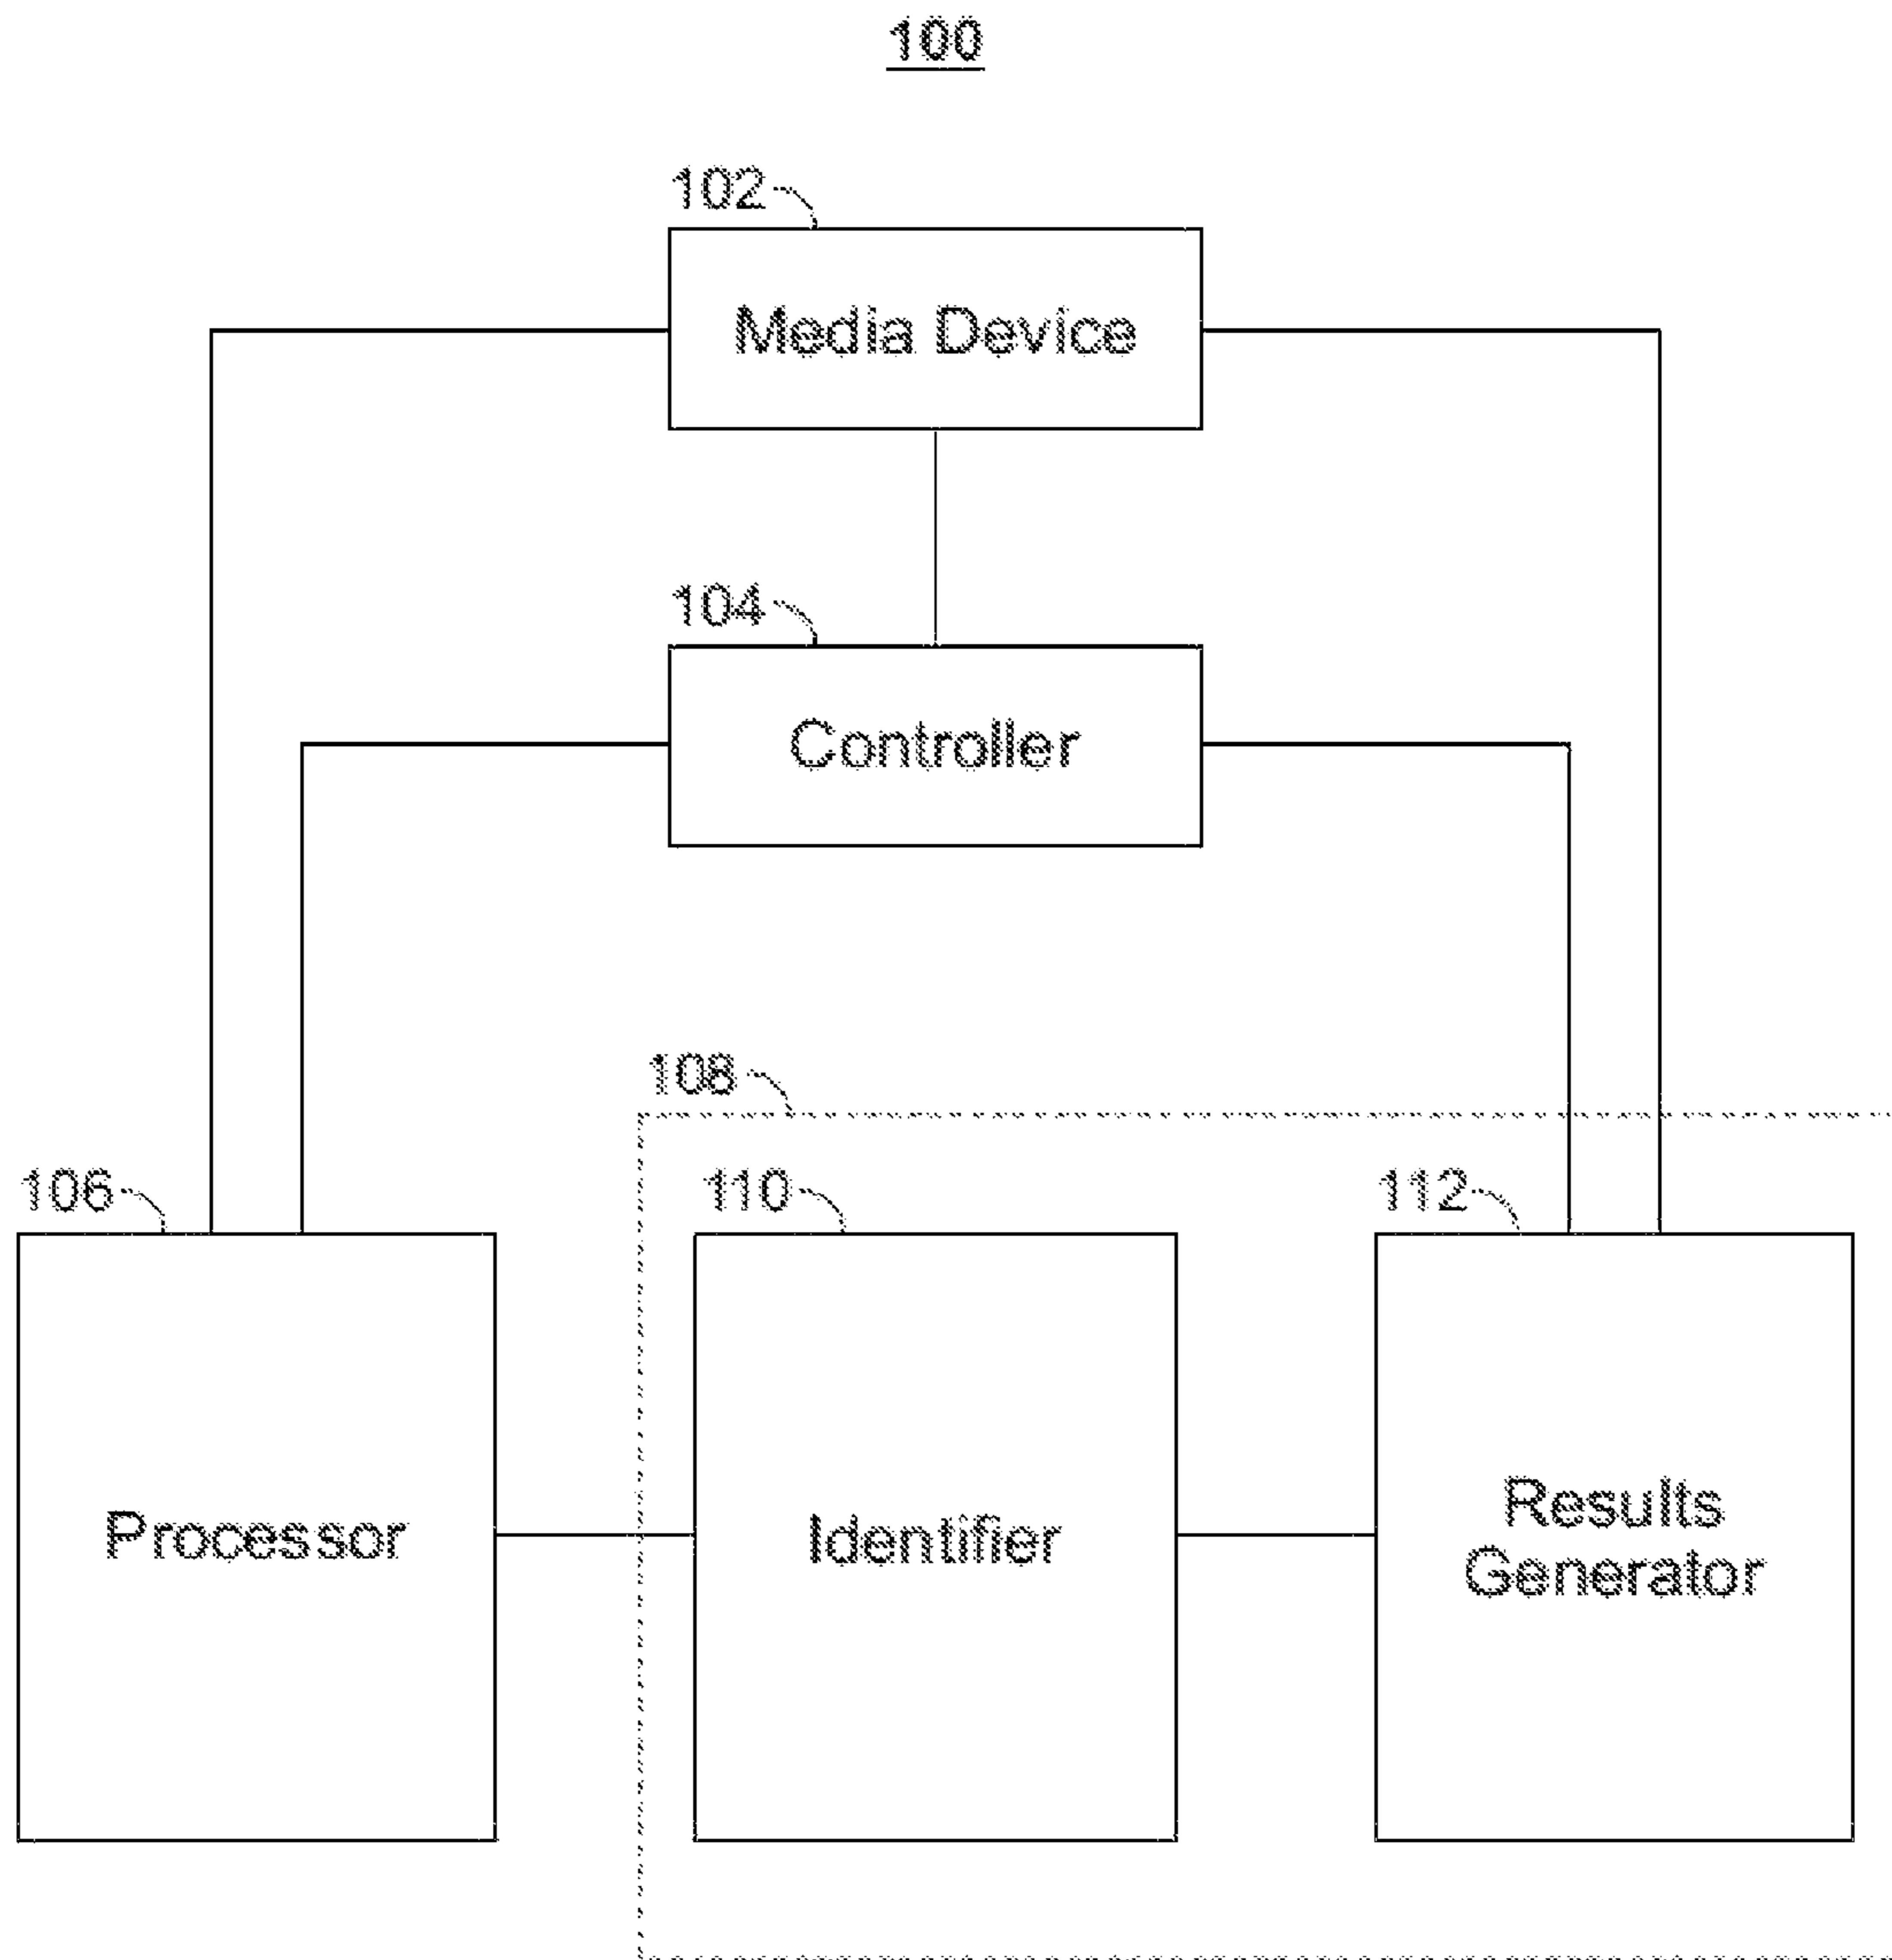 100
102
Media Device
104
Controller
108
106
110
112
Processor
Identifier
Results
Generator